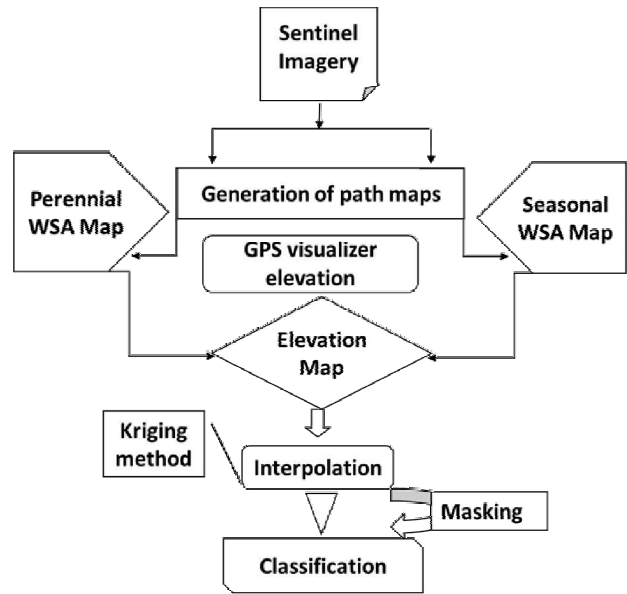 Sentinel
Imagery
Generation of path maps
Perennial
WSA Map
Seasonal
WSA Map
GPS visualizer
elevation
Elevation
Map
Kriging
method
Interpolation
Masking
Classification